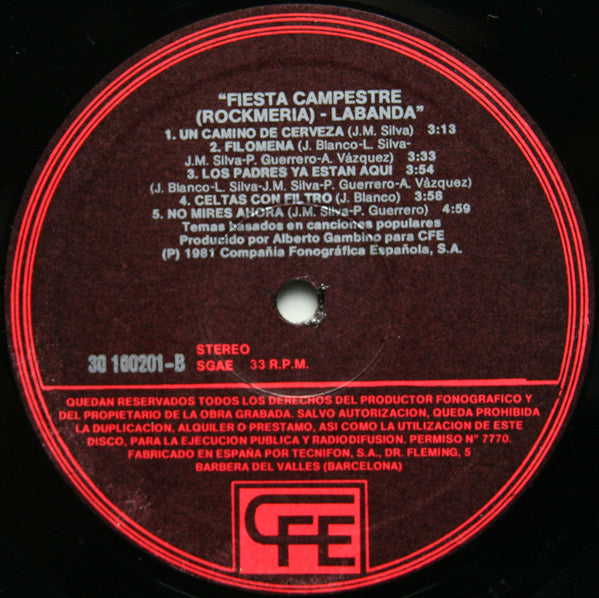 "FIESTA CAMPESTRE
(ROCKMERIA) - LABANDA"
1. UN CAMINO DE CERVEZA (J.M. Silva) 3:13
2. FILOMENA (J. Blanco-L. Silva-
J.M. Silva-P. Guerrero-A. Vázquez) 3:33
3. LOS PADRES YA ESTAN AQUI
(J. Blanco-L. Silva-J.M. Silva-P. Guerrero-A. Vázquez) 3:54
4. CELTAS CON FILTRO (J. Blanco) 3:58
5. NO MIRES AHORA (J.M. Silva-P. Guerrero) 4:59
Temas basados en canciones populares
Producido por Alberto Gambino para CFE
(P) 1981 Compañía Fonográfica Española, S.A.
30 160201-B
STEREO
SGAE 33 R.P.M.
QUEDAN RESERVADOS TODOS LOS DERECHOS DEL PRODUCTOR FONOGRAFICO Y
DEL PROPIETARIO DE LA OBRA GRABADA. SALVO AUTORIZACION, QUEDA PROHIBIDA
LA DUPLICACION, ALQUILER O PRESTAMO, ASI COMO LA UTILIZACION DE ESTE
DISCO, PARA LA EJECUCION PUBLICA Y RADIODIFUSION. PERMISO N° 7770.
FABRICADO EN ESPAÑA POR TECNIFON, S.A., DR. FLEMING, 5
BARBERA DEL VALLES (BARCELONA)
CFE